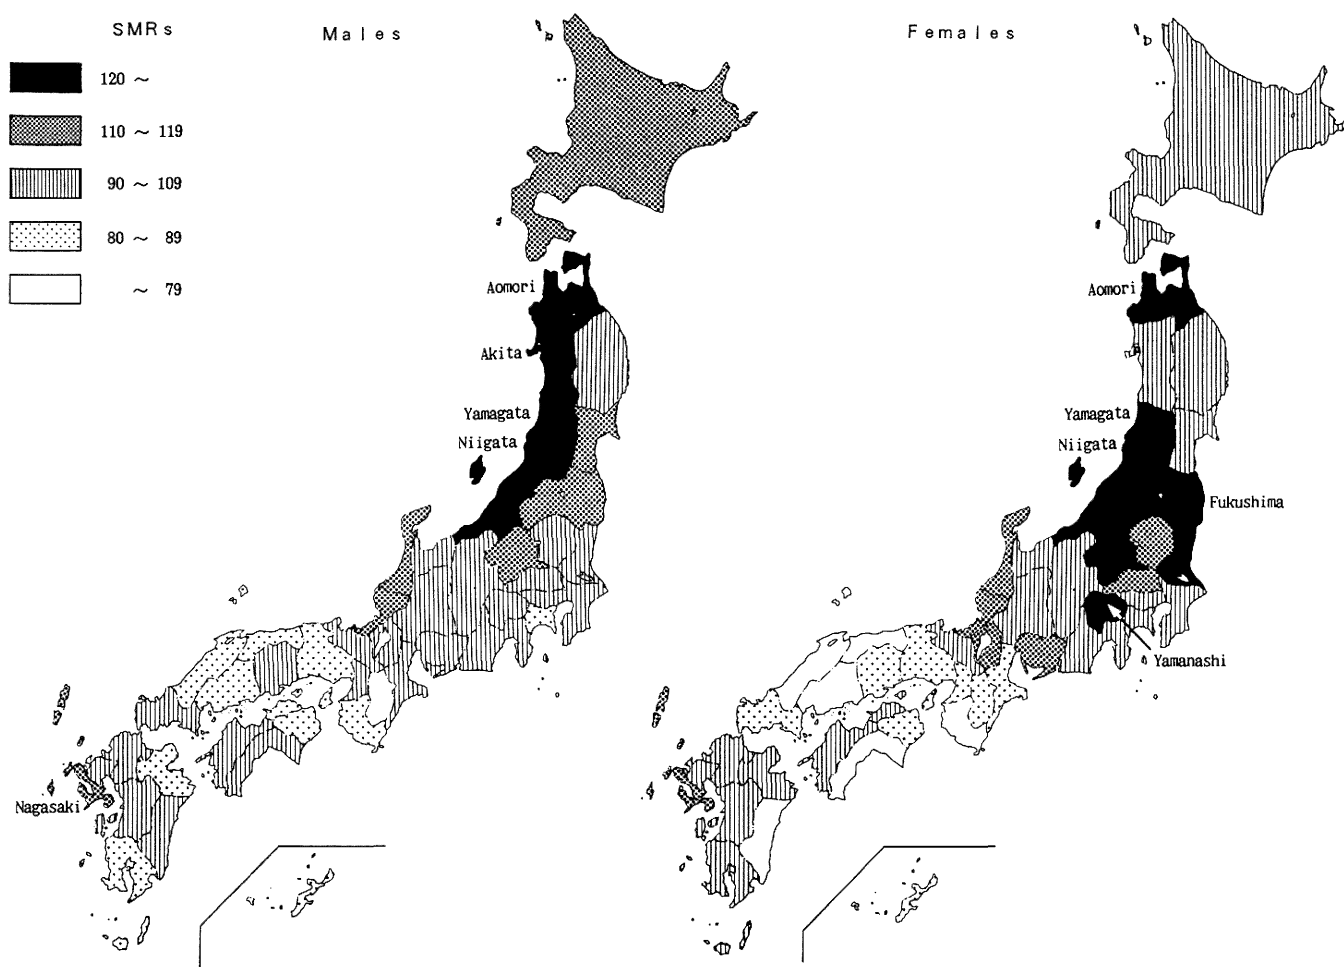 SMRs
120 ~
110 ~ 119
90 ~ 109
80 ~ 89
~ 79
Males
Aomori
Akita
Yamagata
Niigata
Nagasaki
Females
Aomori
Yamagata
Niigata
Fukushima
Yamanashi